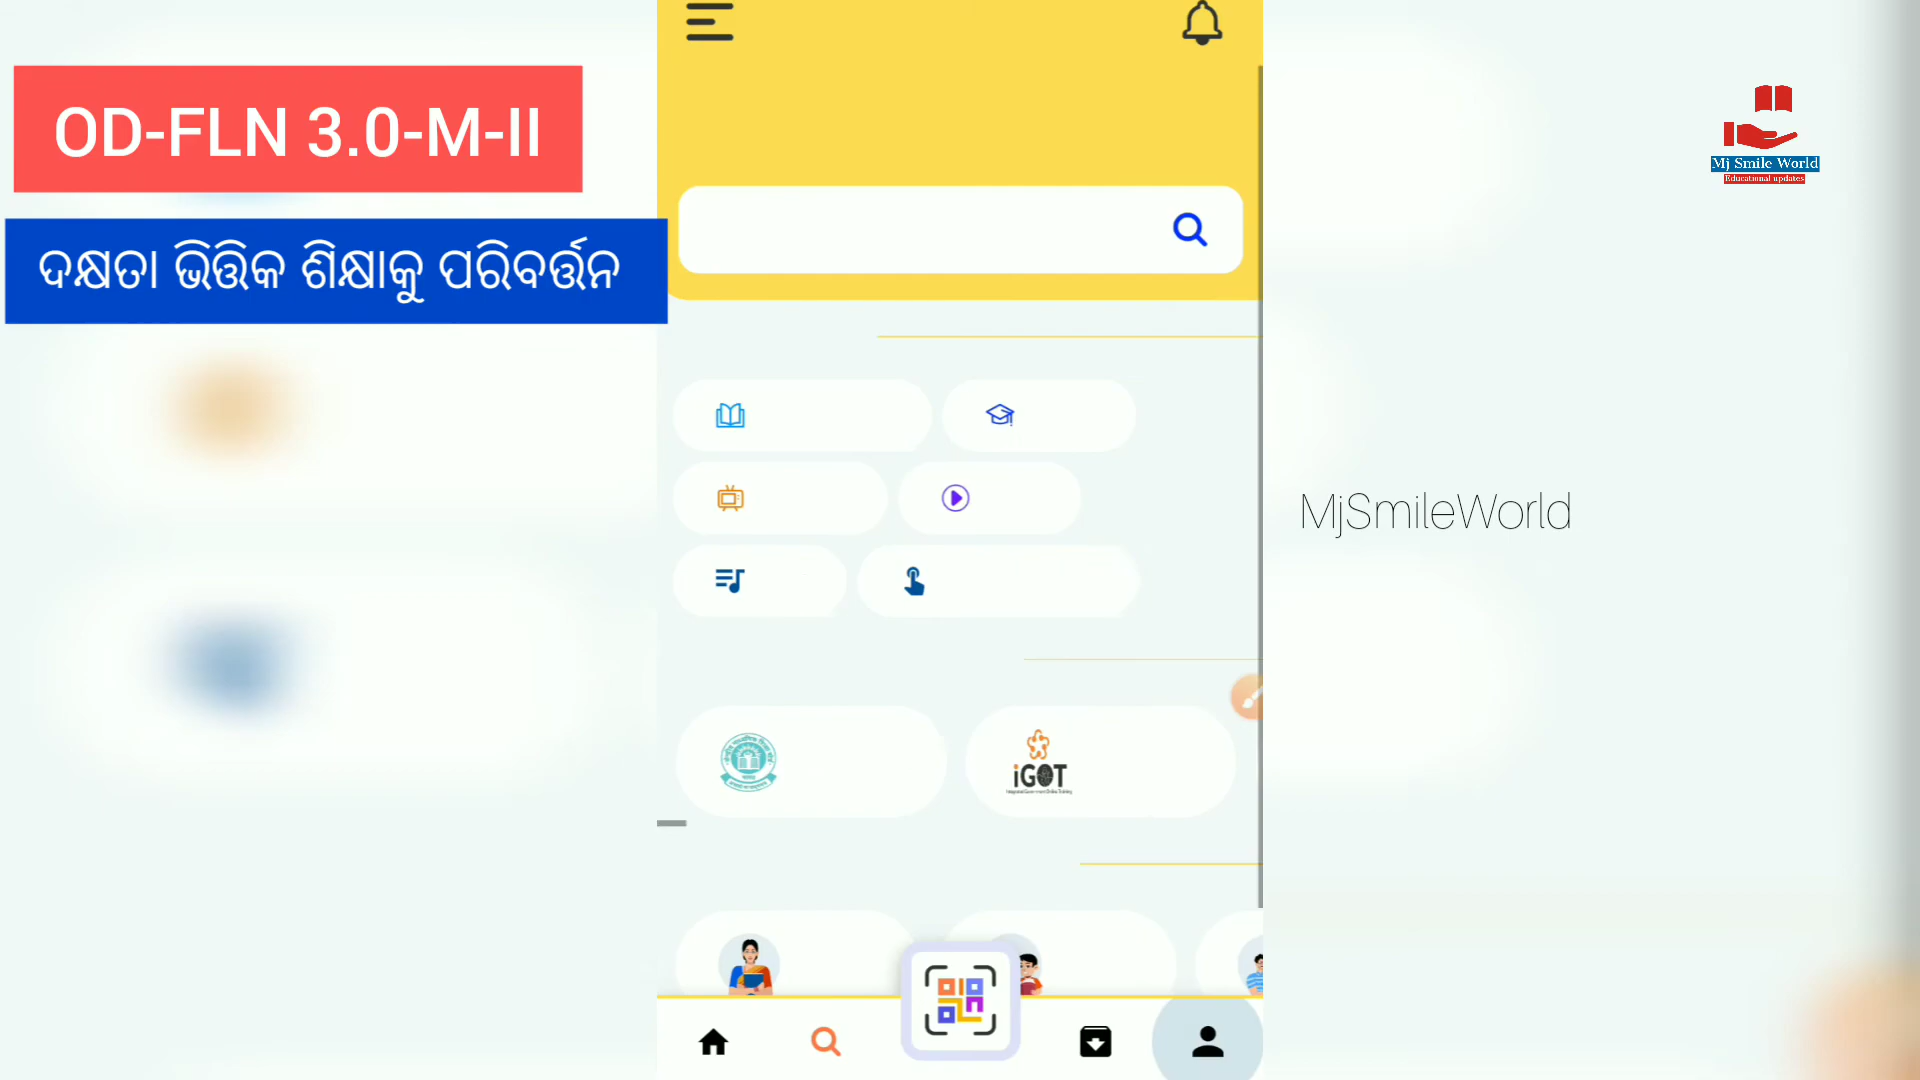 OD-FLN 3.0-M-II
ଦକ୍ଷତା ଭିତ୍ତିକ ଶିକ୍ଷାକୁ ପରିବର୍ତ୍ତନ
Mj Smile World
Educational updates
MjSmileWorld
iGOT